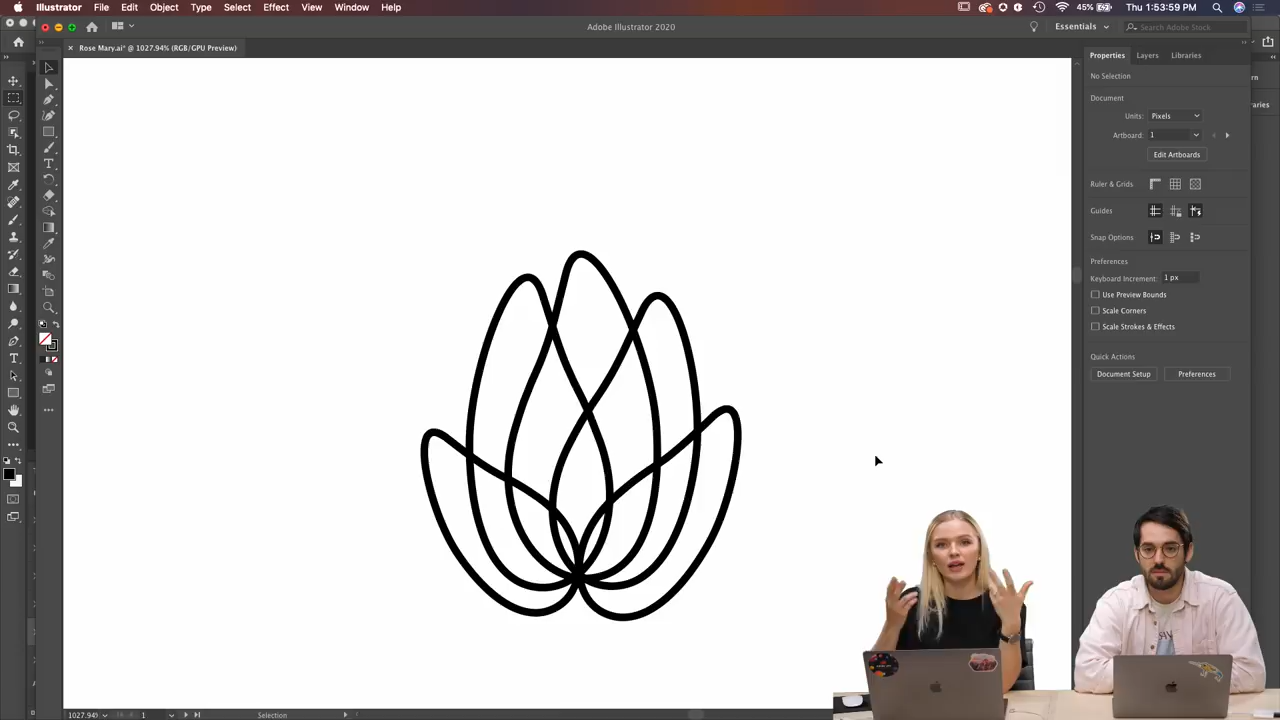 Illustrator File Edit Object Type Select Effect View Window Help 45% Thu 1:53:59 PM
Adobe Illustrator 2020
Essentials
Search Adobe Stock
× Rose Mary.ai* @ 1027.94% (RGB/GPU Preview)
Properties Layers Libraries
No Selection
Document
Units: Pixels
Artboard: 1
Edit Artboards
Ruler & Grids
Guides
Snap Options
Preferences
Keyboard Increment: 1 px
Use Preview Bounds
Scale Corners
Scale Strokes & Effects
Quick Actions
Document Setup Preferences
1 Selection